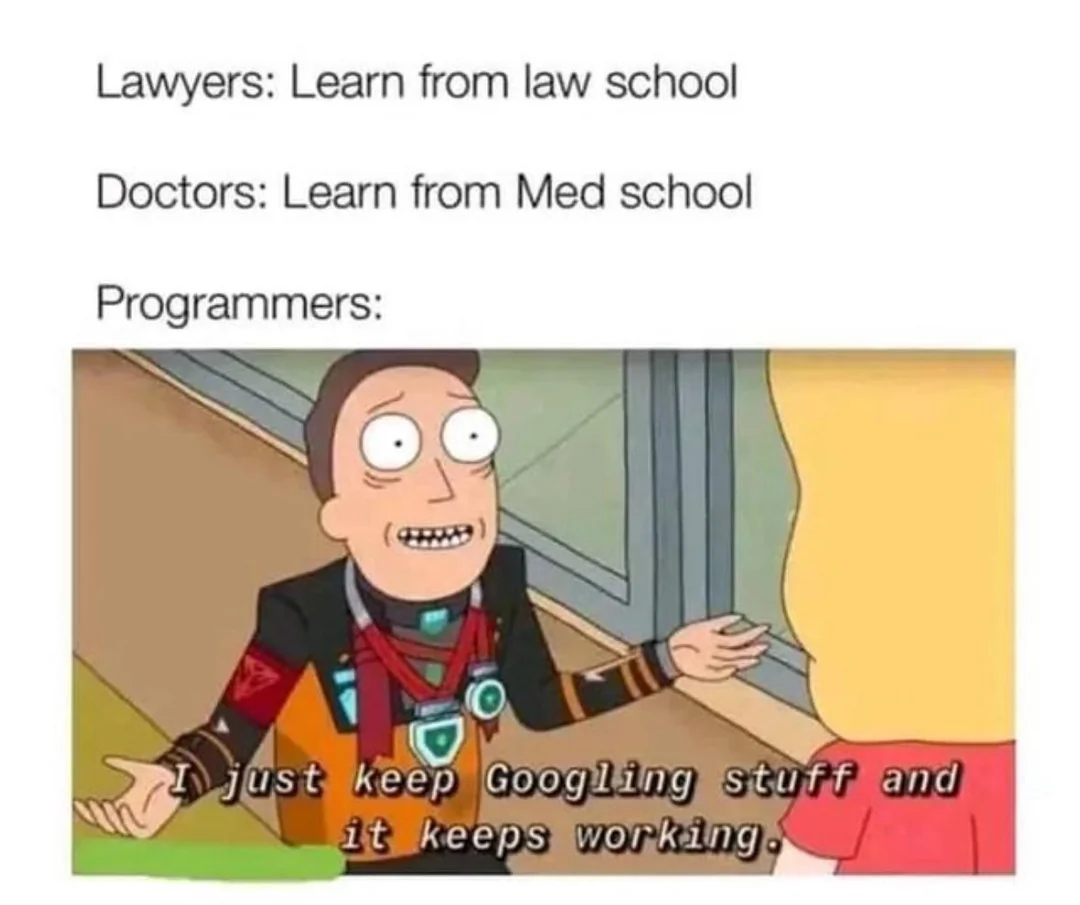 Lawyers: Learn from law school
Doctors: Learn from Med school
Programmers:
I just keep Googling stuff and
it keeps working.